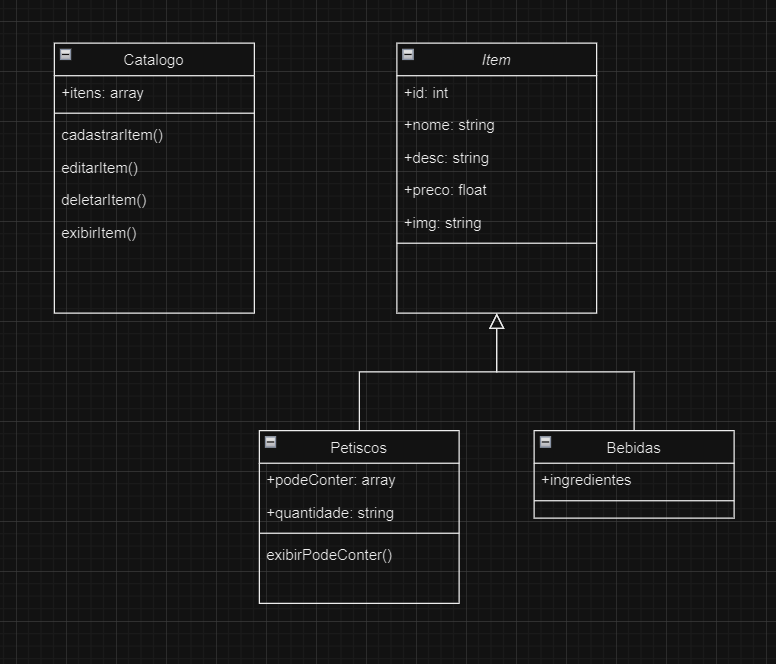 Catalogo
+itens: array
cadastrarItem()
editarItem()
deletarItem()
exibirItem()
Item
+id: int
+nome: string
+desc: string
+preco: float
+img: string
Petiscos
+podeConter: array
+quantidade: string
exibirPodeConter()
Bebidas
+ingredientes